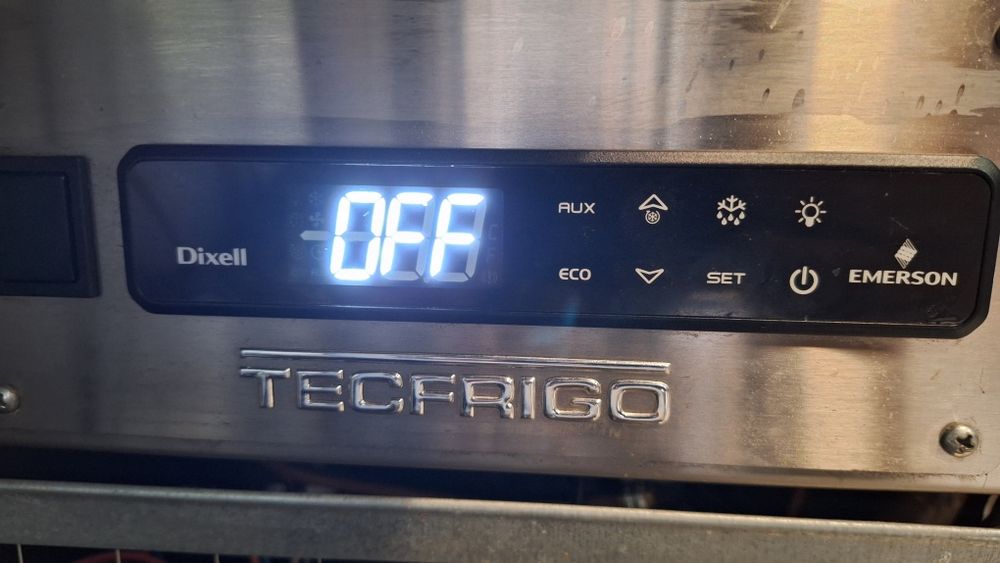 Dixell
OFF
AUX
ECO
SET
EMERSON
TECFRIGO